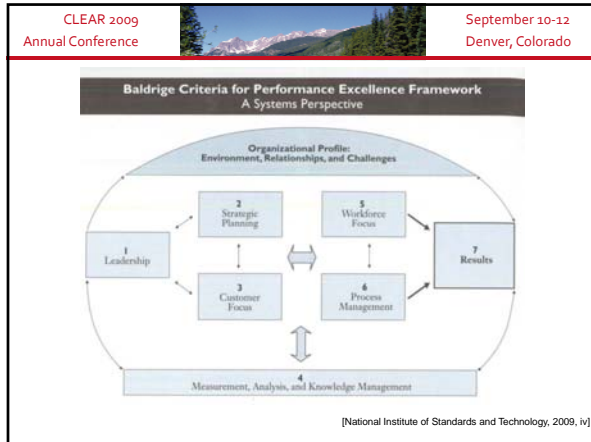 CLEAR 2009
Annual Conference
September 10-12
Denver, Colorado
Baldrige Criteria for Performance Excellence Framework
A Systems Perspective
Organizational Profile:
Environment, Relationships, and Challenges
2
Strategic
Planning
5
Workforce
Focus
1
Leadership
7
Results
3
Customer
Focus
6
Process
Management
4
Measurement, Analysis, and Knowledge Management
[National Institute of Standards and Technology, 2009, iv]